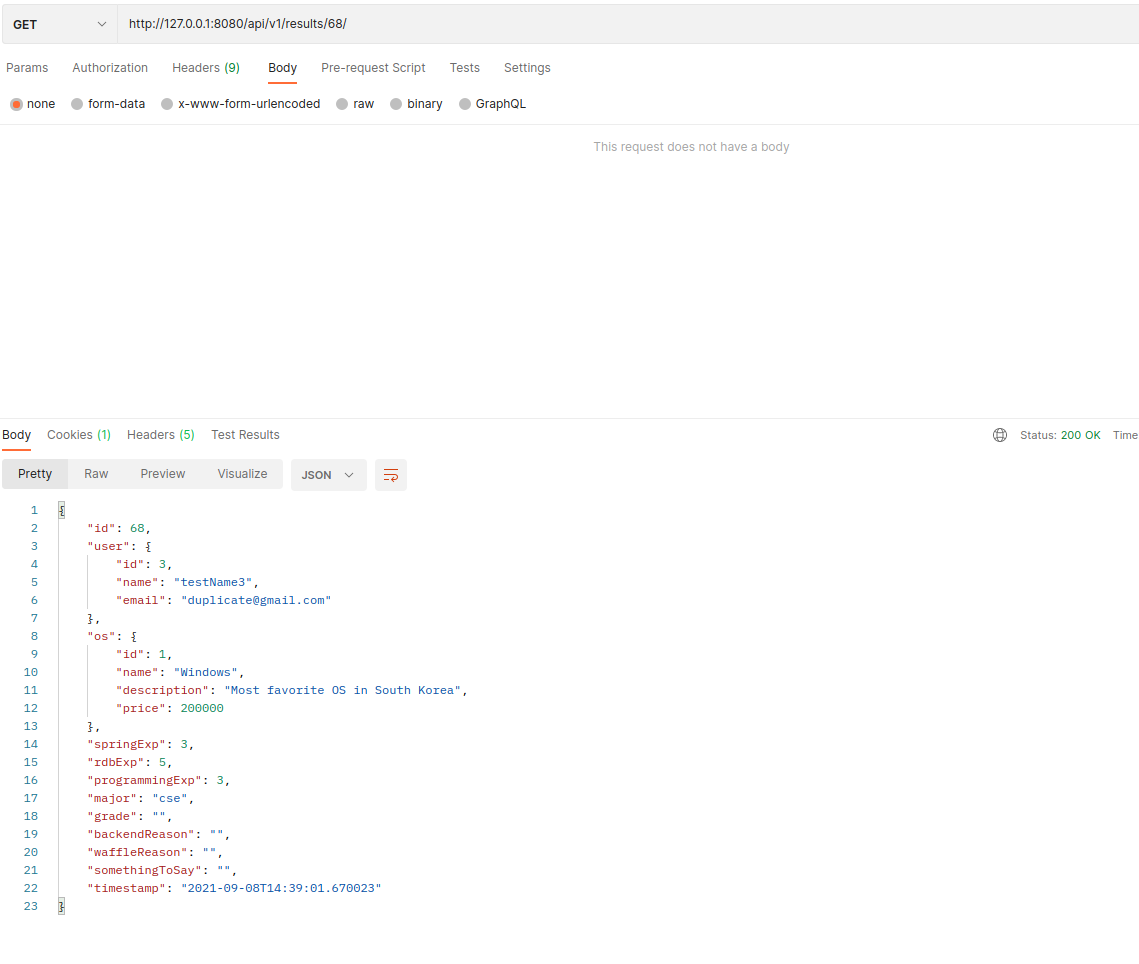 GET http://127.0.0.1:8080/api/v1/results/68/
Params Authorization Headers (9) Body Pre-request Script Tests Settings
none form-data x-www-form-urlencoded raw binary GraphQL
This request does not have a body
Body Cookies (1) Headers (5) Test Results Status: 200 OK Time
Pretty Raw Preview Visualize JSON
1 {
2 "id": 68,
3 "user": {
4 "id": 3,
5 "name": "testName3",
6 "email": "duplicate@gmail.com"
7 },
8 "os": {
9 "id": 1,
10 "name": "Windows",
11 "description": "Most favorite OS in South Korea",
12 "price": 200000
13 },
14 "springExp": 3,
15 "rdbExp": 5,
16 "programmingExp": 3,
17 "major": "cse",
18 "grade": "",
19 "backendReason": "",
20 "waffleReason": "",
21 "somethingToSay": "",
22 "timestamp": "2021-09-08T14:39:01.670023"
23 }